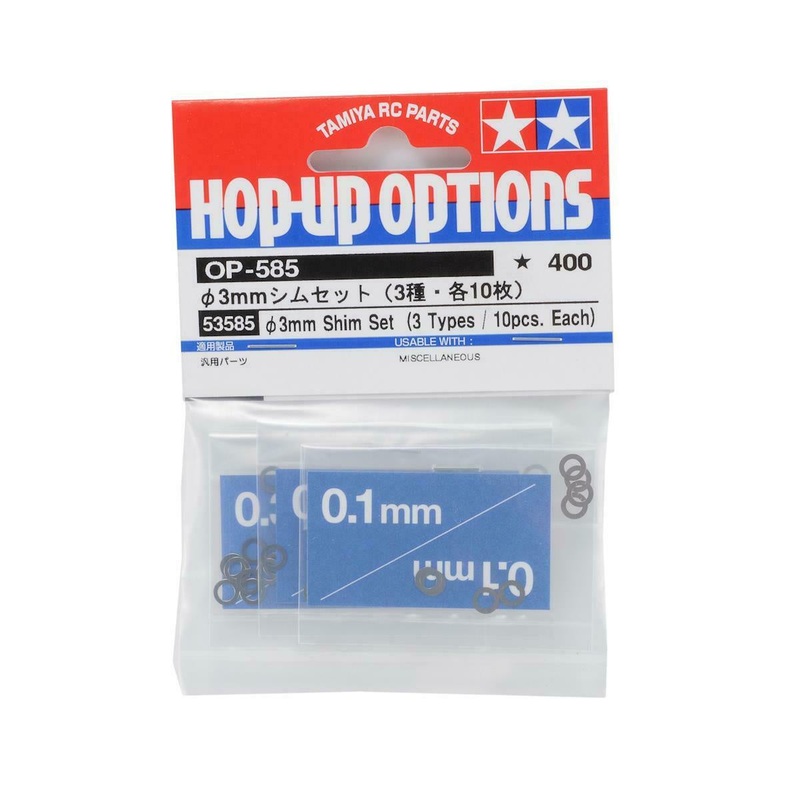 TAMIYA RC PARTS
HOP-UP OPTIONS
OP-585 ★ 400
φ3mmシムセット（3種・各10枚）
53585 φ3mm Shim Set (3 Types / 10pcs. Each)
適用製品 USABLE WITH :
汎用パーツ MISCELLANEOUS
0.3
0.1mm
0.1mm